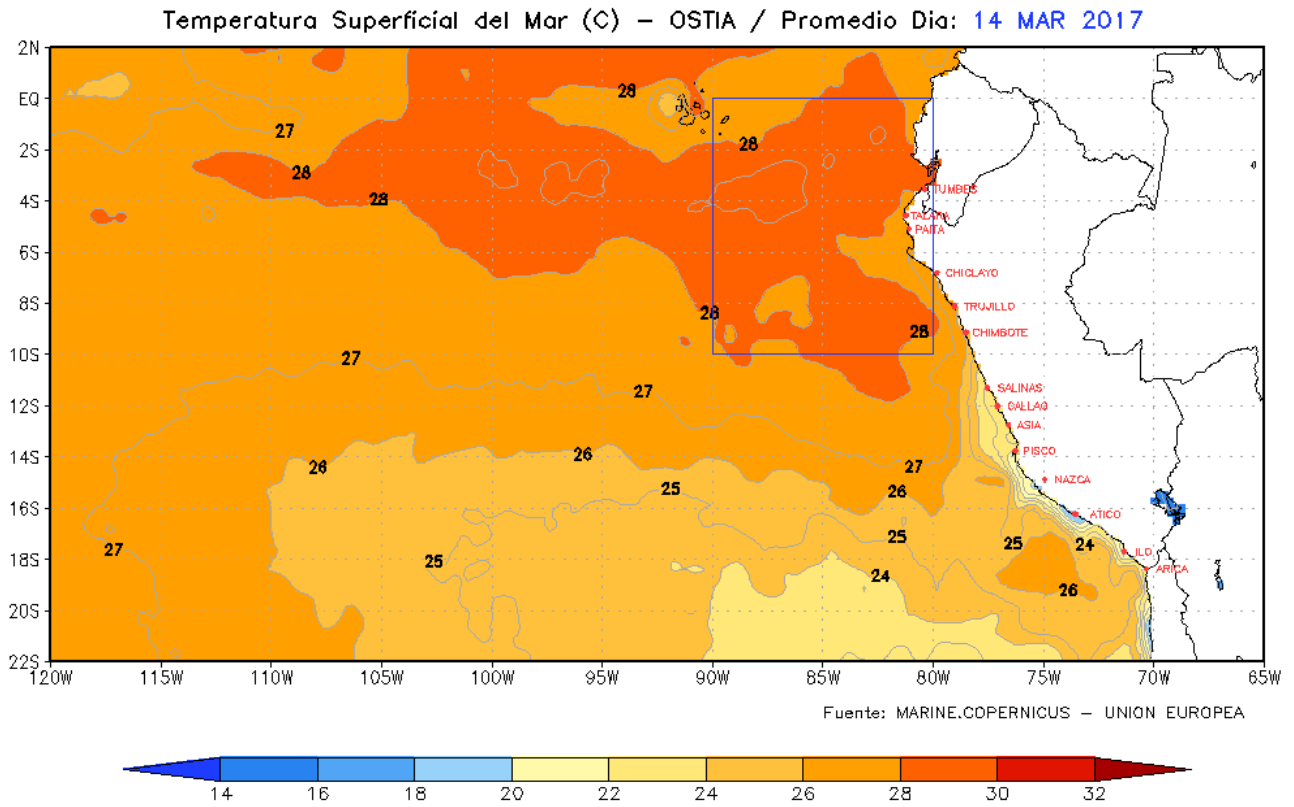 Temperatura Superficial del Mar (C) – OSTIA / Promedio Dia: 14 MAR 2017
2N
EQ
28
27
28
2S
28
28
28
TUMBES
4S
TALARA
PAITA
6S
CHICLAYO
8S
28
TRUJILLO
28
CHIMBOTE
10S
27
27
SALINAS
12S
CALLAO
ASIA
PISCO
14S
26
26
27
NAZCA
25
26
16S
ATICO
25
25
24
27
ILO
18S
25
24
ARICA
26
20S
22S
120W 115W 110W 105W 100W 95W 90W 85W 80W 75W 70W 65W
Fuente: MARINE.COPERNICUS – UNION EUROPEA
14 16 18 20 22 24 26 28 30 32